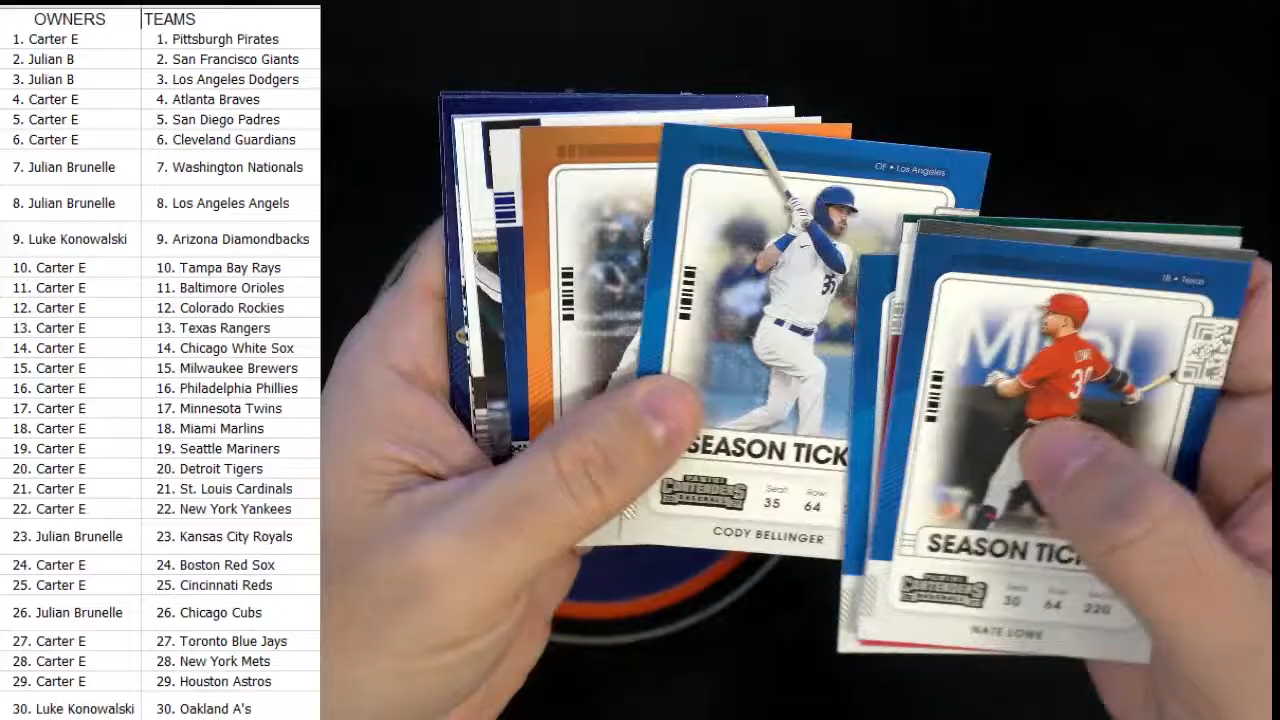 OWNERS TEAMS
1. Carter E 1. Pittsburgh Pirates
2. Julian B 2. San Francisco Giants
3. Julian B 3. Los Angeles Dodgers
4. Carter E 4. Atlanta Braves
5. Carter E 5. San Diego Padres
6. Carter E 6. Cleveland Guardians
7. Julian Brunelle 7. Washington Nationals
8. Julian Brunelle 8. Los Angeles Angels
9. Luke Konowalski 9. Arizona Diamondbacks
10. Carter E 10. Tampa Bay Rays
11. Carter E 11. Baltimore Orioles
12. Carter E 12. Colorado Rockies
13. Carter E 13. Texas Rangers
14. Carter E 14. Chicago White Sox
15. Carter E 15. Milwaukee Brewers
16. Carter E 16. Philadelphia Phillies
17. Carter E 17. Minnesota Twins
18. Carter E 18. Miami Marlins
19. Carter E 19. Seattle Mariners
20. Carter E 20. Detroit Tigers
21. Carter E 21. St. Louis Cardinals
22. Carter E 22. New York Yankees
23. Julian Brunelle 23. Kansas City Royals
24. Carter E 24. Boston Red Sox
25. Carter E 25. Cincinnati Reds
26. Julian Brunelle 26. Chicago Cubs
27. Carter E 27. Toronto Blue Jays
28. Carter E 28. New York Mets
29. Carter E 29. Houston Astros
30. Luke Konowalski 30. Oakland A's
OF • Los Angeles
35
SEASON TICK
PANINI
CONTENDERS
BASEBALL
Seat Row
35 64
CODY BELLINGER
1B • Texas
LOWE
30
SEASON TIC
PANINI
CONTENDERS
BASEBALL
30 64 220
NATE LOWE